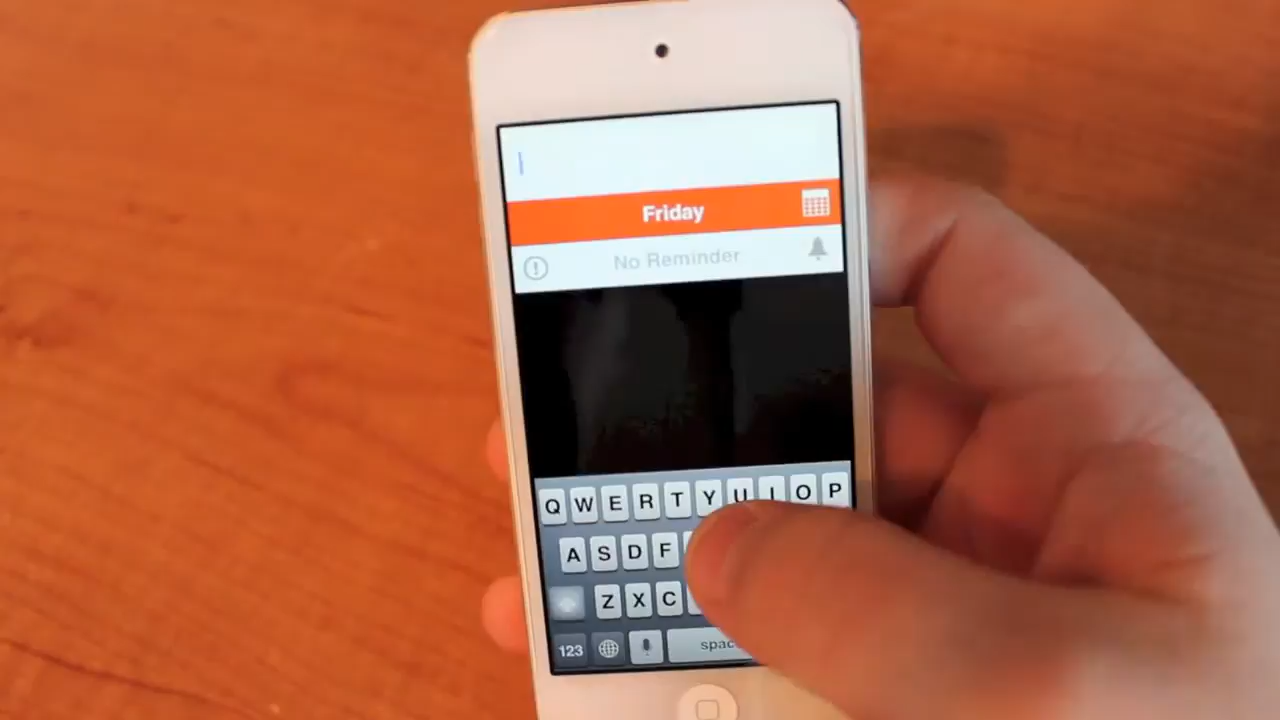 Friday
No Reminder
Q W E R T Y U I O P
A S D F
Z X C
123 spac